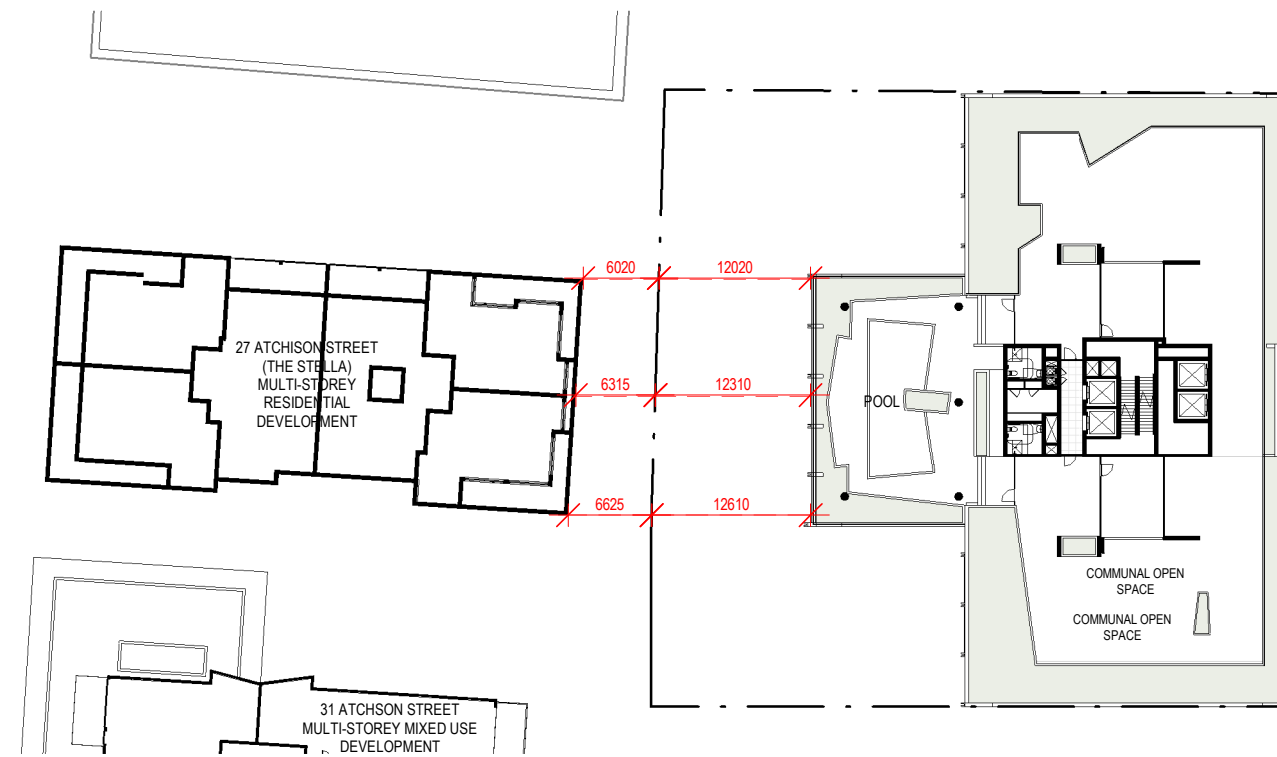 6020
12020
27 ATCHISON STREET
(THE STELLA)
MULTI-STOREY
RESIDENTIAL
DEVELOPMENT
6315
12310
POOL
6625
12610
COMMUNAL OPEN
SPACE
COMMUNAL OPEN
SPACE
31 ATCHSON STREET
MULTI-STOREY MIXED USE
DEVELOPMENT